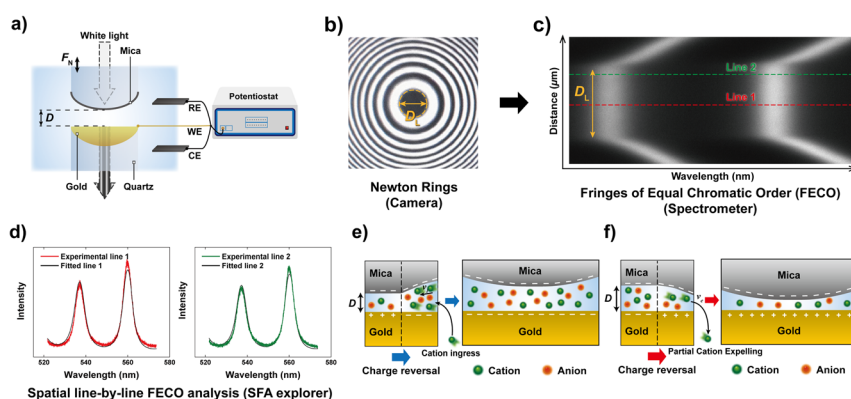 a)
White light
F_N
Mica
Potentiostat
RE
D
WE
CE
Gold
Quartz
b)
D_L
Newton Rings
(Camera)
c)
Distance (μm)
Line 2
D_L
Line 1
Wavelength (nm)
Fringes of Equal Chromatic Order (FECO)
(Spectrometer)
d)
Intensity
Experimental line 1
Fitted line 1
520 540 560 580
Wavelength (nm)
Intensity
Experimental line 2
Fitted line 2
520 540 560 580
Wavelength (nm)
Spatial line-by-line FECO analysis (SFA explorer)
e)
Mica
Mica
D
Gold
Gold
Cation ingress
Charge reversal
Cation
Anion
f)
Mica
Mica
D
Gold
Gold
Partial Cation Expelling
Charge reversal
Cation
Anion